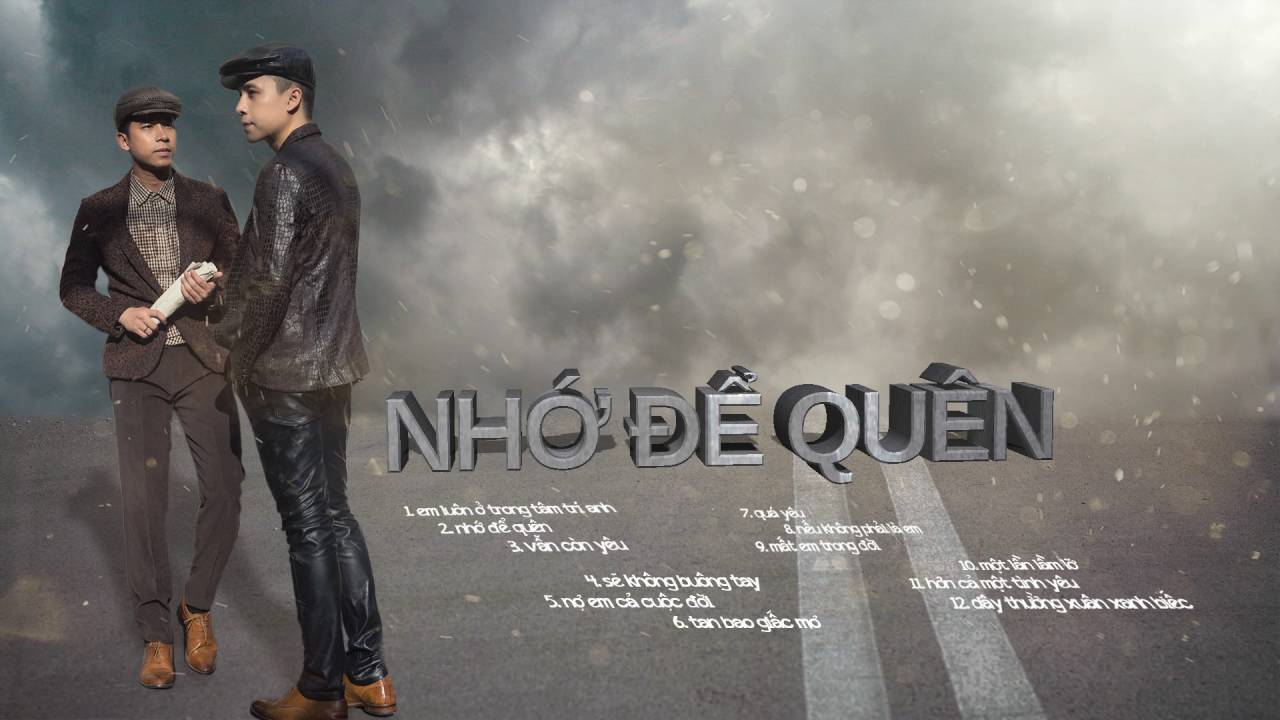 NHỚ ĐỂ QUÊN
1. em luôn ở trong tâm trí anh
2. nhớ để quên
3. vẫn còn yêu
4. sẽ không buông tay
5. nợ em cả cuộc đời
6. tan bao giấc mơ
7. quá yêu
8. nếu không phải là em
9. mất em trong đời
10. một lần lầm lỡ
11. hơn cả một tình yêu
12. dây thường xuân xanh biếc